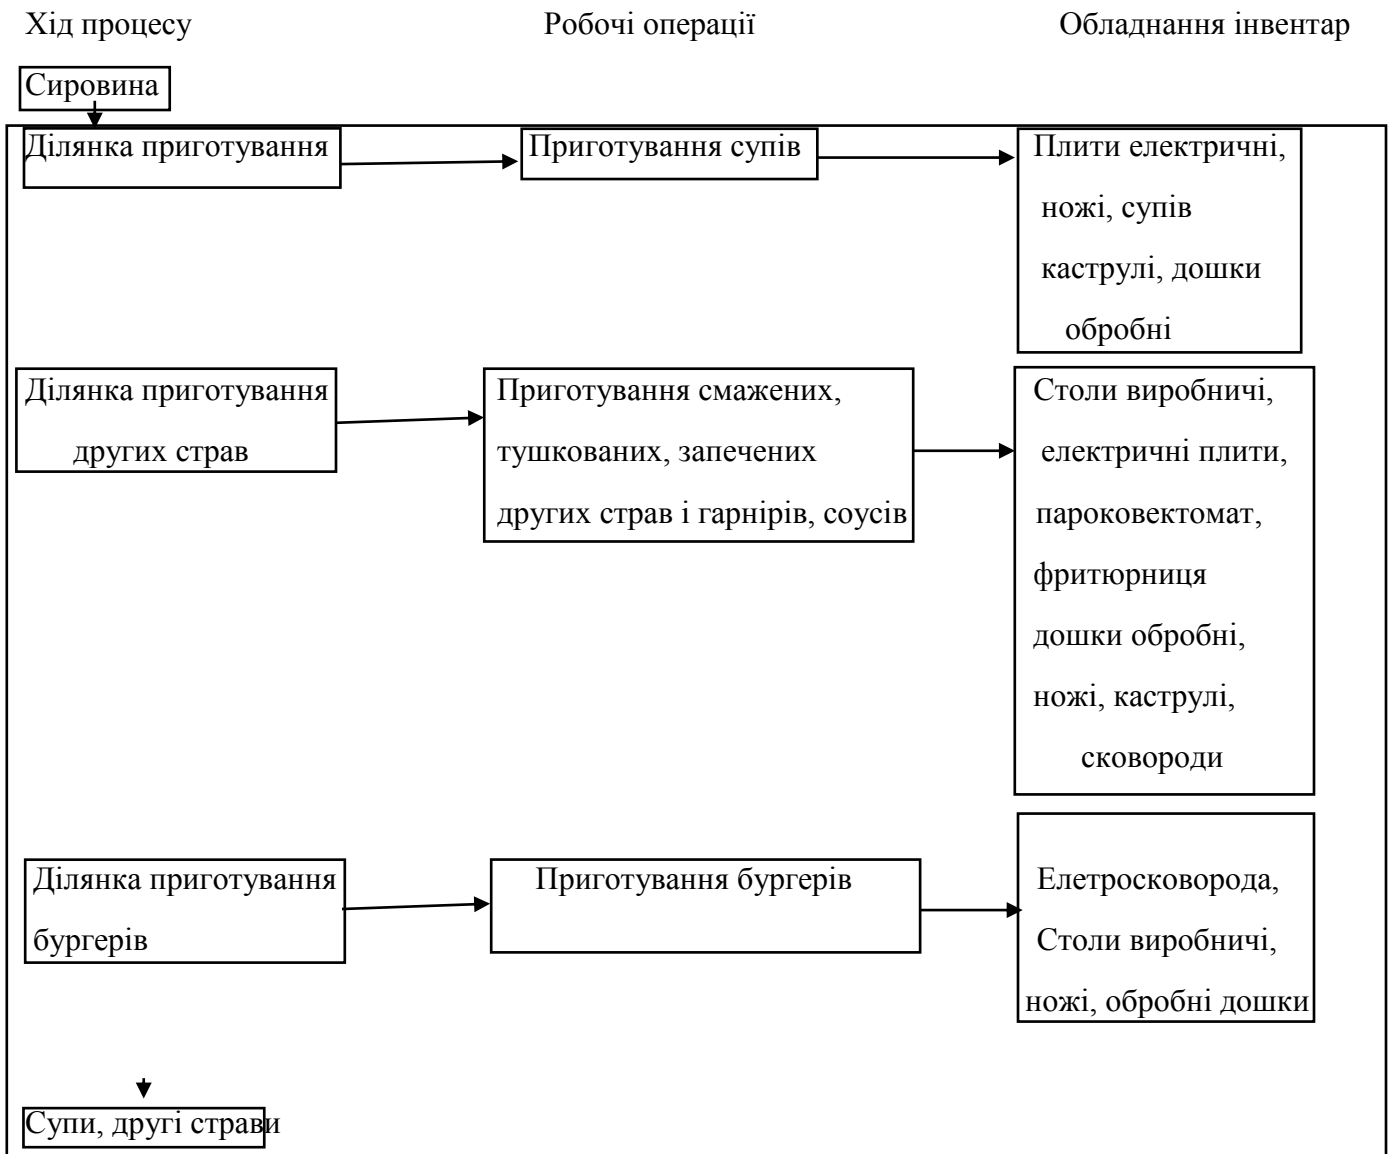 Хід процесу
Робочі операції
Обладнання інвентар
Сировина
Ділянка приготування
Приготування супів
Плити електричні,
ножі, супів
каструлі, дошки
обробні
Ділянка приготування
других страв
Приготування смажених,
тушкованих, запечених
других страв і гарнірів, соусів
Столи виробничі,
електричні плити,
пароковектомат,
фритюрниця
дошки обробні,
ножі, каструлі,
сковороди
Ділянка приготування
бургерів
Приготування бургерів
Елетросковорода,
Столи виробничі,
ножі, обробні дошки
Супи, другі страви